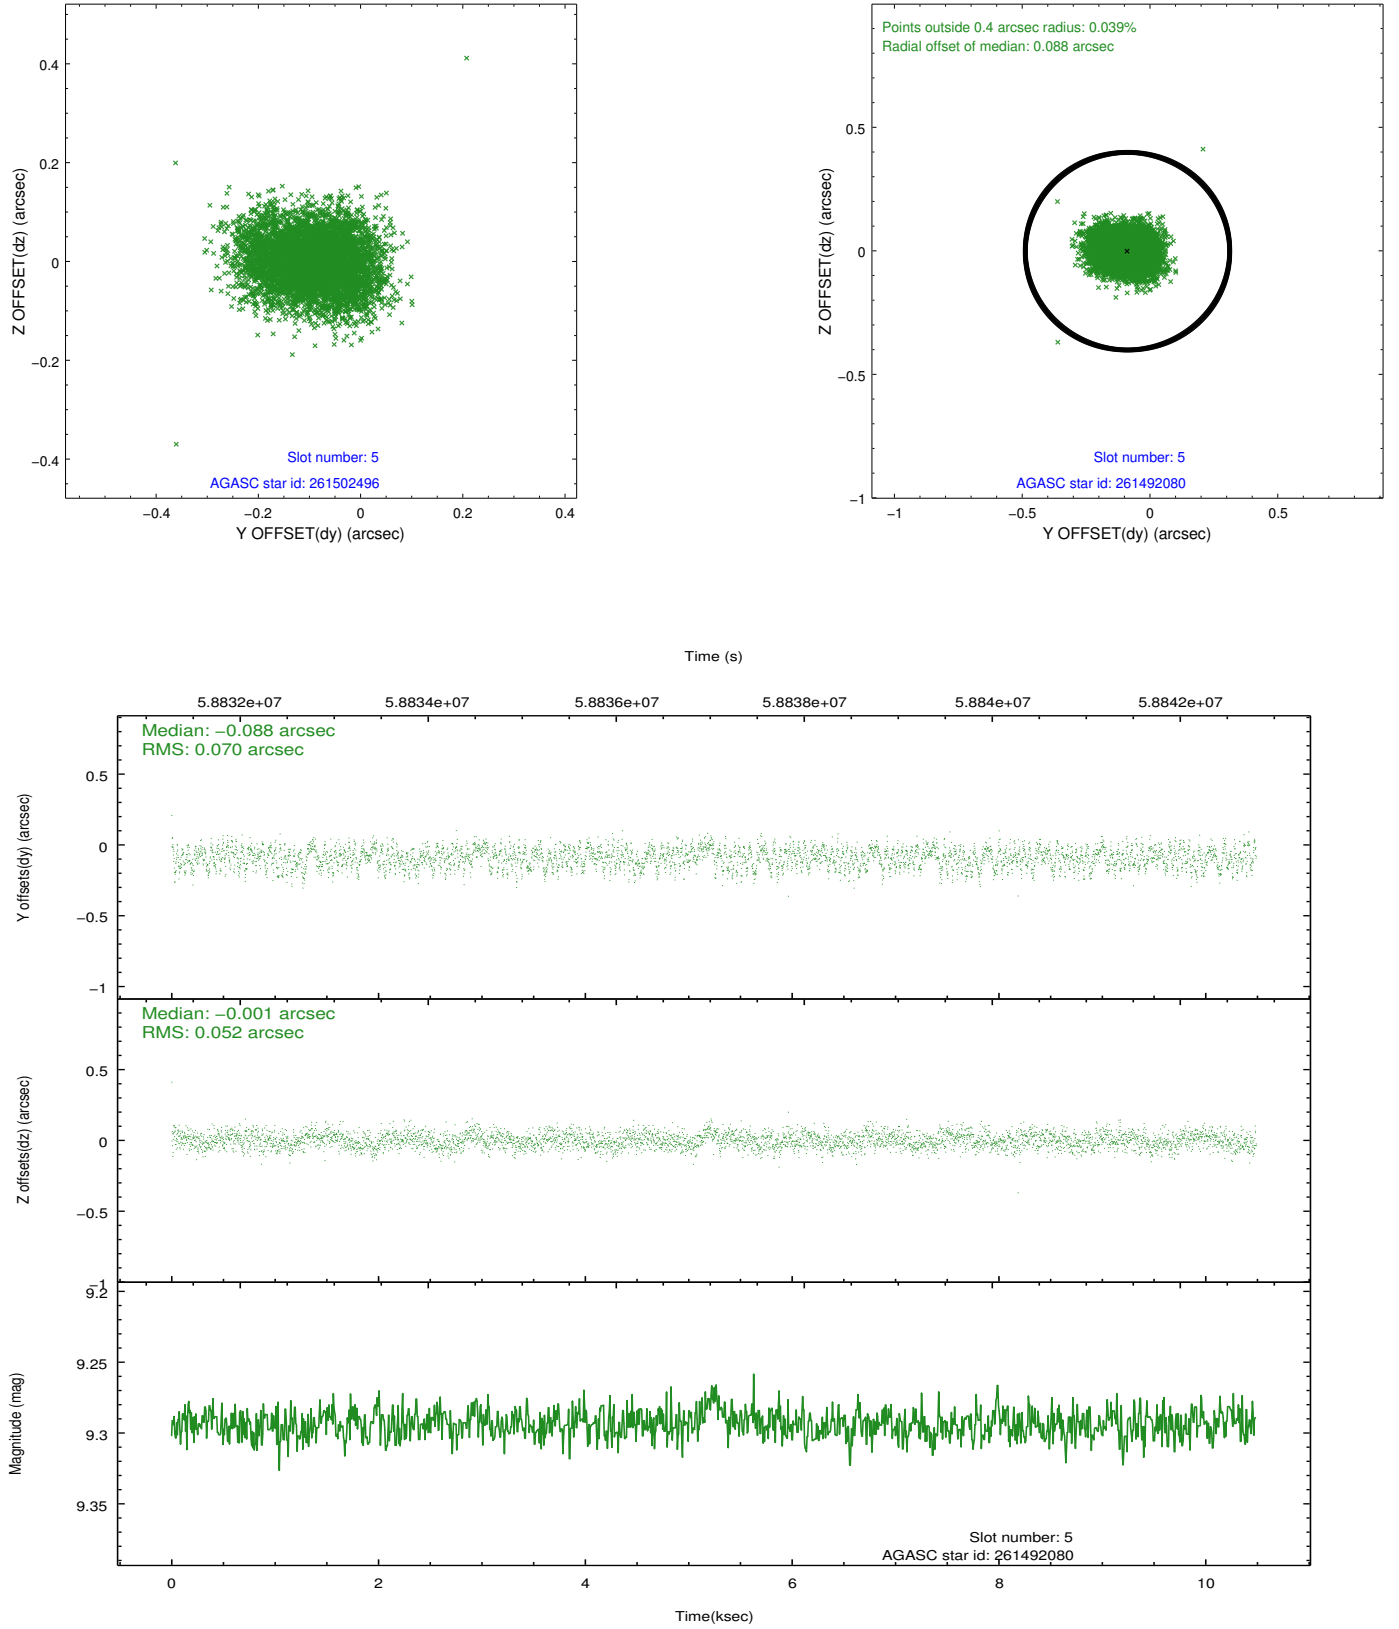 0.4
0.2
0
−0.2
−0.4
Z OFFSET(dz) (arcsec)
Slot number: 5
AGASC star id: 261502496
−0.4 −0.2 0 0.2 0.4
Y OFFSET(dy) (arcsec)
Points outside 0.4 arcsec radius: 0.039%
Radial offset of median: 0.088 arcsec
0.5
0
−0.5
−1
Z OFFSET(dz) (arcsec)
Slot number: 5
AGASC star id: 261492080
−1 −0.5 0 0.5
Y OFFSET(dy) (arcsec)
Time (s)
5.8832e+07 5.8834e+07 5.8836e+07 5.8838e+07 5.884e+07 5.8842e+07
Median: −0.088 arcsec
RMS: 0.070 arcsec
0.5
0
−0.5
−1
Y offsets(dy) (arcsec)
Median: −0.001 arcsec
RMS: 0.052 arcsec
0.5
0
−0.5
−1
Z offsets(dz) (arcsec)
9.2
9.25
9.3
9.35
Magnitude (mag)
Slot number: 5
AGASC star id: 261492080
0 2 4 6 8 10
Time(ksec)